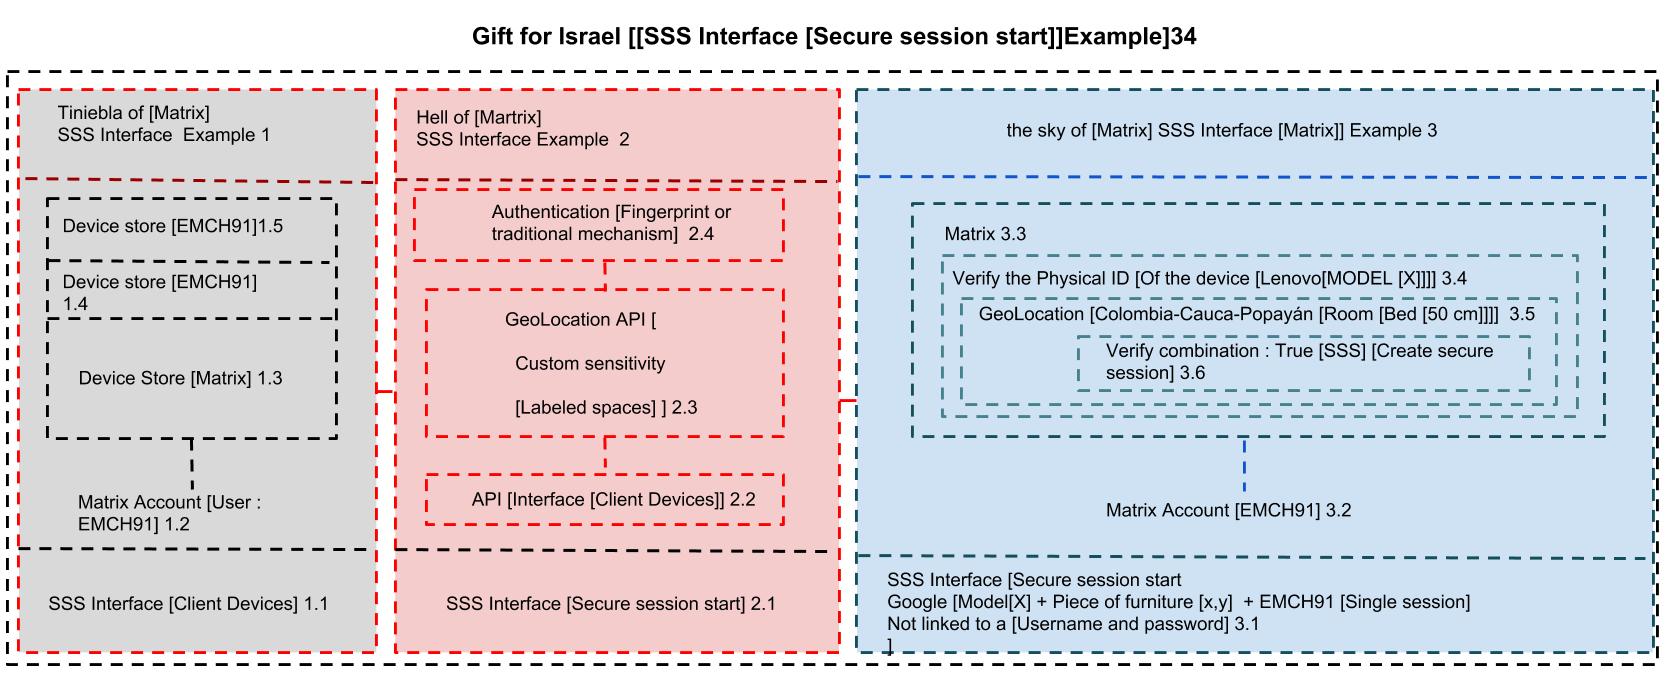 Gift for Israel [[SSS Interface [Secure session start]]Example]34
Tiniebla of [Matrix]
SSS Interface  Example 1
Device store [EMCH91]1.5
Device store [EMCH91]
1.4
Device Store [Matrix] 1.3
Matrix Account [User :
EMCH91] 1.2
SSS Interface [Client Devices] 1.1
Hell of [Martrix]
SSS Interface Example  2
Authentication [Fingerprint or
traditional mechanism]  2.4
GeoLocation API [
Custom sensitivity
[Labeled spaces] ] 2.3
API [Interface [Client Devices]] 2.2
SSS Interface [Secure session start] 2.1
the sky of [Matrix] SSS Interface [Matrix]] Example 3
Matrix 3.3
Verify the Physical ID [Of the device [Lenovo[MODEL [X]]]] 3.4
GeoLocation [Colombia-Cauca-Popayán [Room [Bed [50 cm]]]]  3.5
Verify combination : True [SSS] [Create secure
session] 3.6
Matrix Account [EMCH91] 3.2
SSS Interface [Secure session start
Google [Model[X] + Piece of furniture [x,y]  + EMCH91 [Single session]
Not linked to a [Username and password] 3.1
]